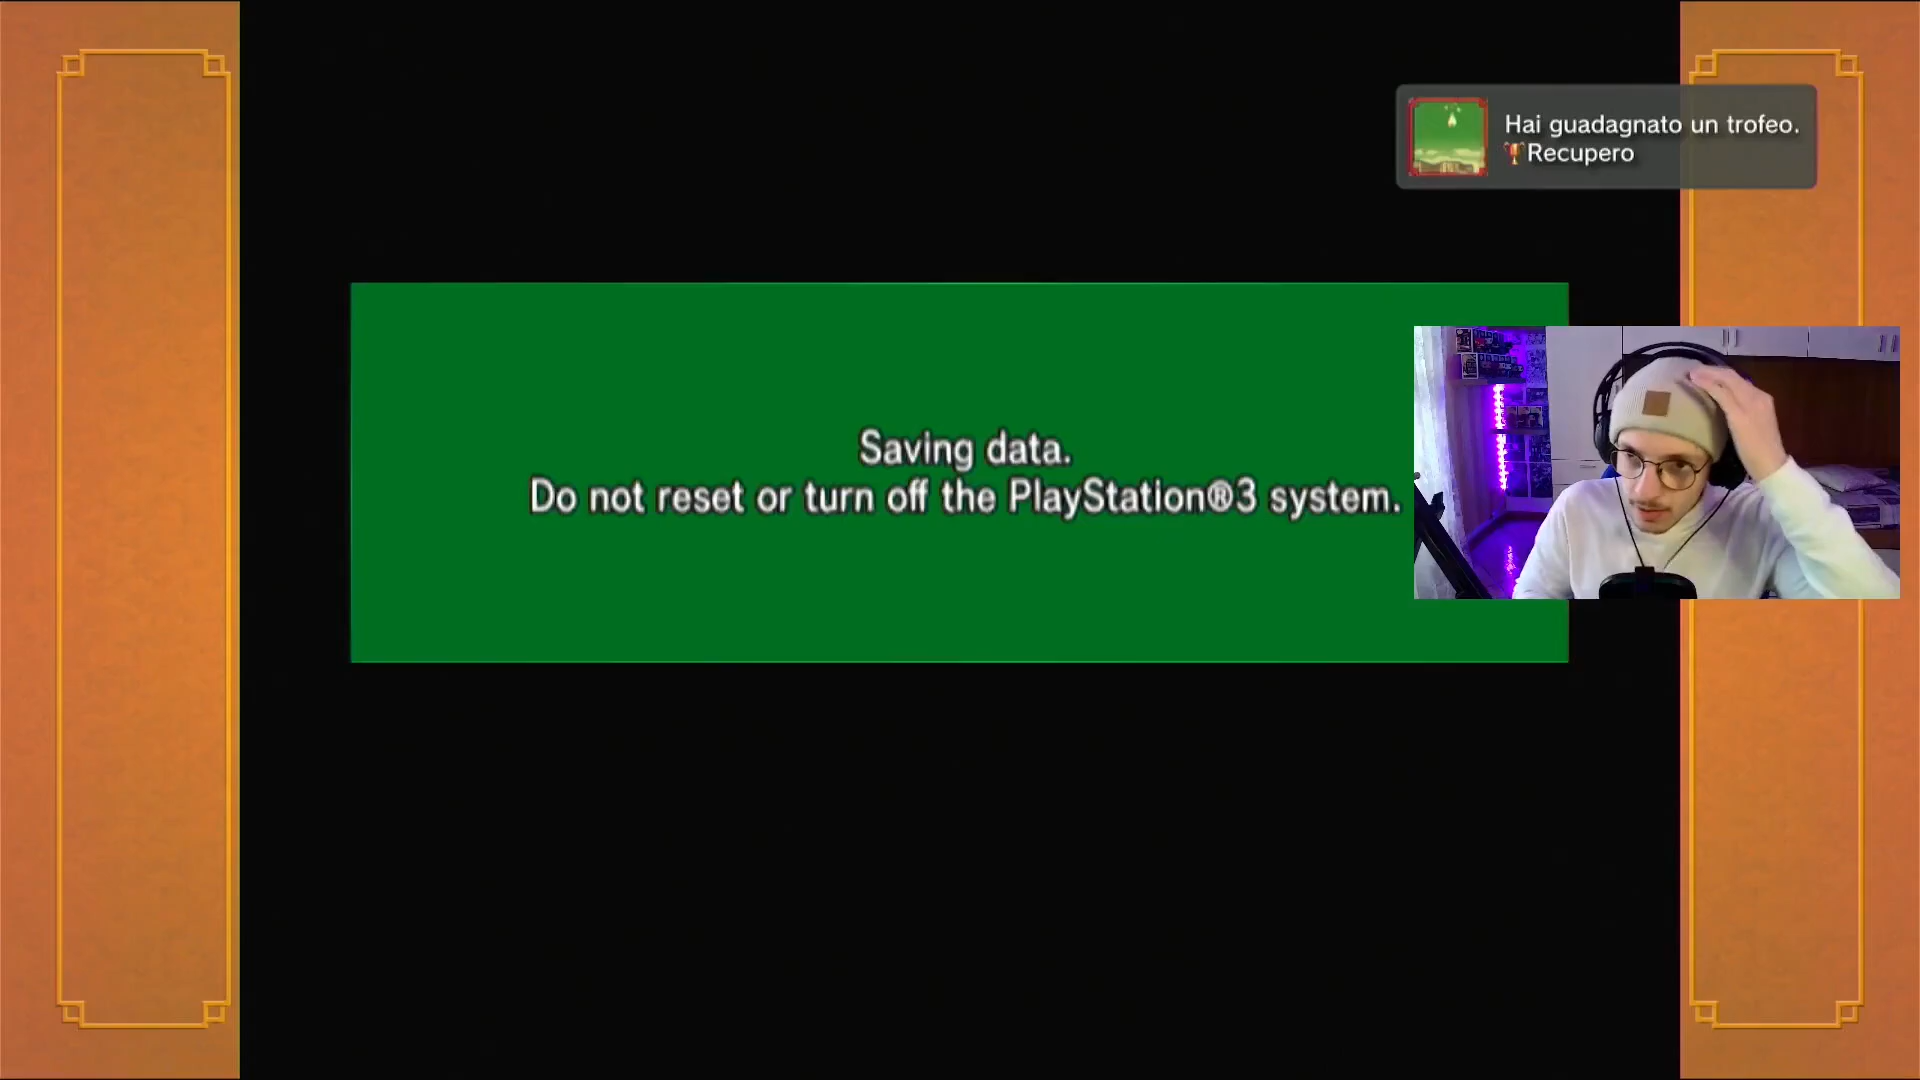 Hai guadagnato un trofeo.
Recupero
Saving data.
Do not reset or turn off the PlayStation®3 system.